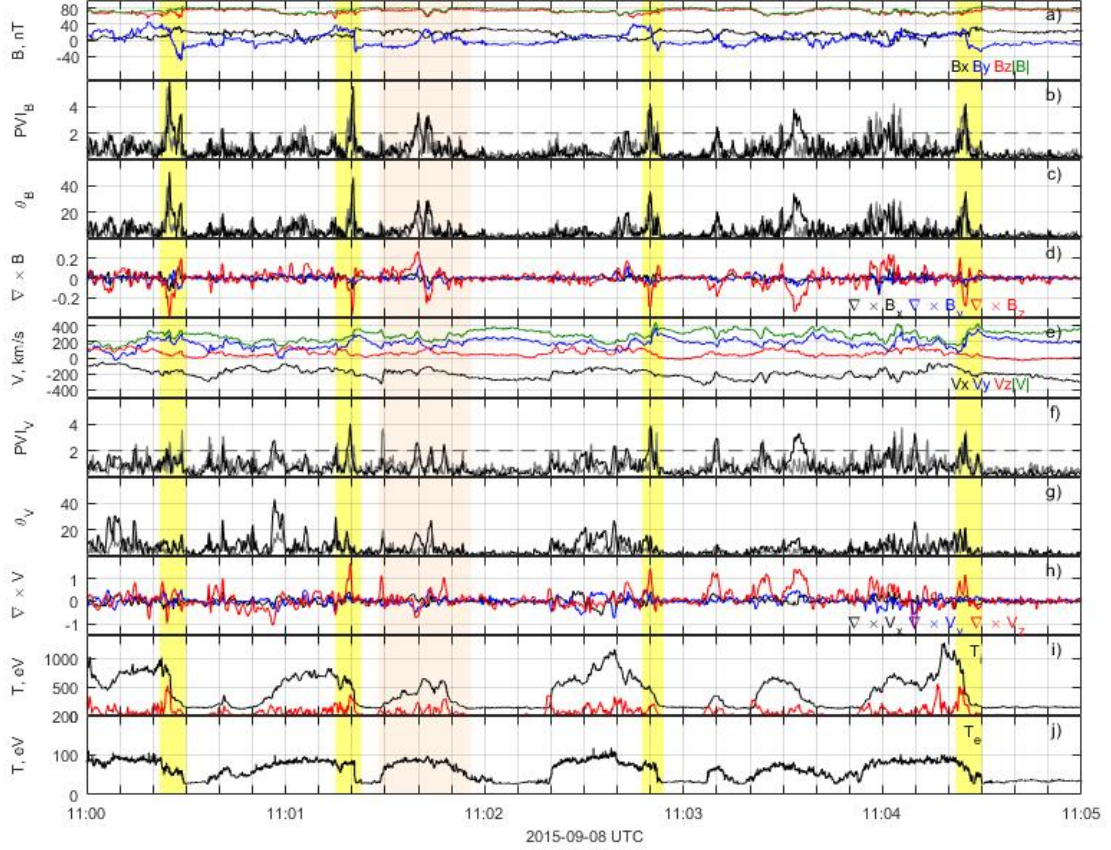 80
40
0
-40
B, nT
a)
Bx By Bz|B|
4
2
PVI_B
b)
40
20
ϑ_B
c)
0.2
0
-0.2
∇ × B
d)
∇ × B_x ∇ × B_y ∇ × B_z
400
200
0
-200
-400
V, km/s
e)
Vx Vy Vz|V|
4
2
PVI_V
f)
40
20
ϑ_V
g)
1
0
-1
∇ × V
h)
∇ × V_x ∇ × V_y ∇ × V_z
1000
500
0
T, eV
i)
T_i
200
100
0
T, eV
j)
T_e
11:00 11:01 11:02 11:03 11:04 11:05
2015-09-08 UTC